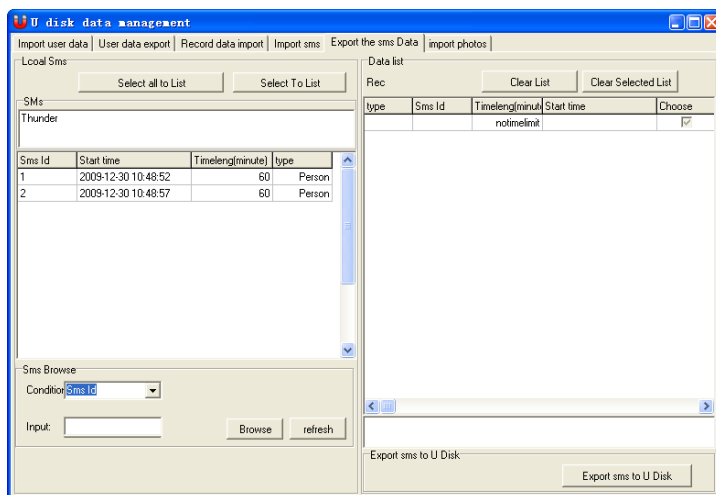 U disk data management
Import user data User data export Record data import Import sms Export the sms Data import photos
Lcoal Sms
Select all to List Select To List
SMs
Thunder
Sms Id Start time Timeleng(minute) type
1 2009-12-30 10:48:52 60 Person
2 2009-12-30 10:48:57 60 Person
Sms Browse
Condition Sms Id
Input:
Browse refresh
Data list
Rec Clear List Clear Selected List
type Sms Id Timeleng(minut Start time Choose
notimelimit
Export sms to U Disk
Export sms to U Disk